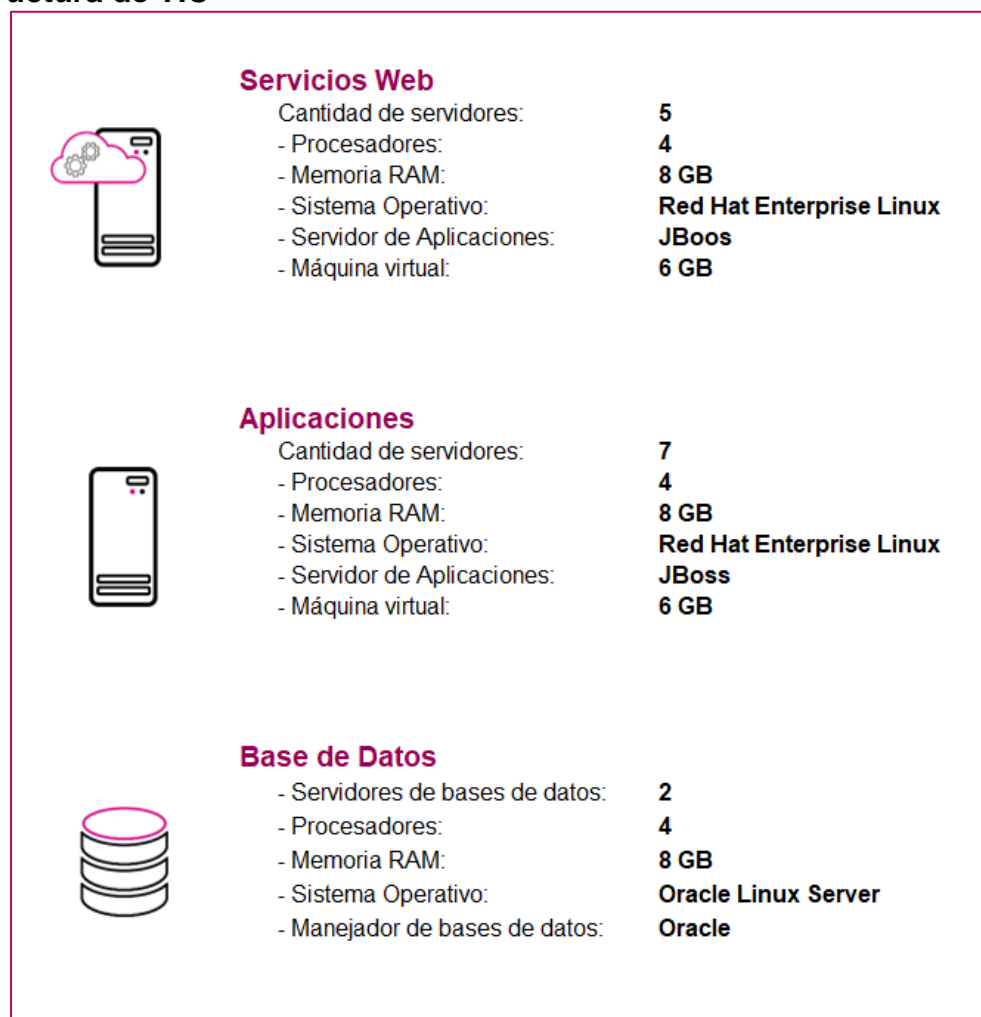 Servicios Web
Cantidad de servidores: 5
- Procesadores: 4
- Memoria RAM: 8 GB
- Sistema Operativo: Red Hat Enterprise Linux
- Servidor de Aplicaciones: JBoos
- Máquina virtual: 6 GB
Aplicaciones
Cantidad de servidores: 7
- Procesadores: 4
- Memoria RAM: 8 GB
- Sistema Operativo: Red Hat Enterprise Linux
- Servidor de Aplicaciones: JBoss
- Máquina virtual: 6 GB
Base de Datos
- Servidores de bases de datos: 2
- Procesadores: 4
- Memoria RAM: 8 GB
- Sistema Operativo: Oracle Linux Server
- Manejador de bases de datos: Oracle